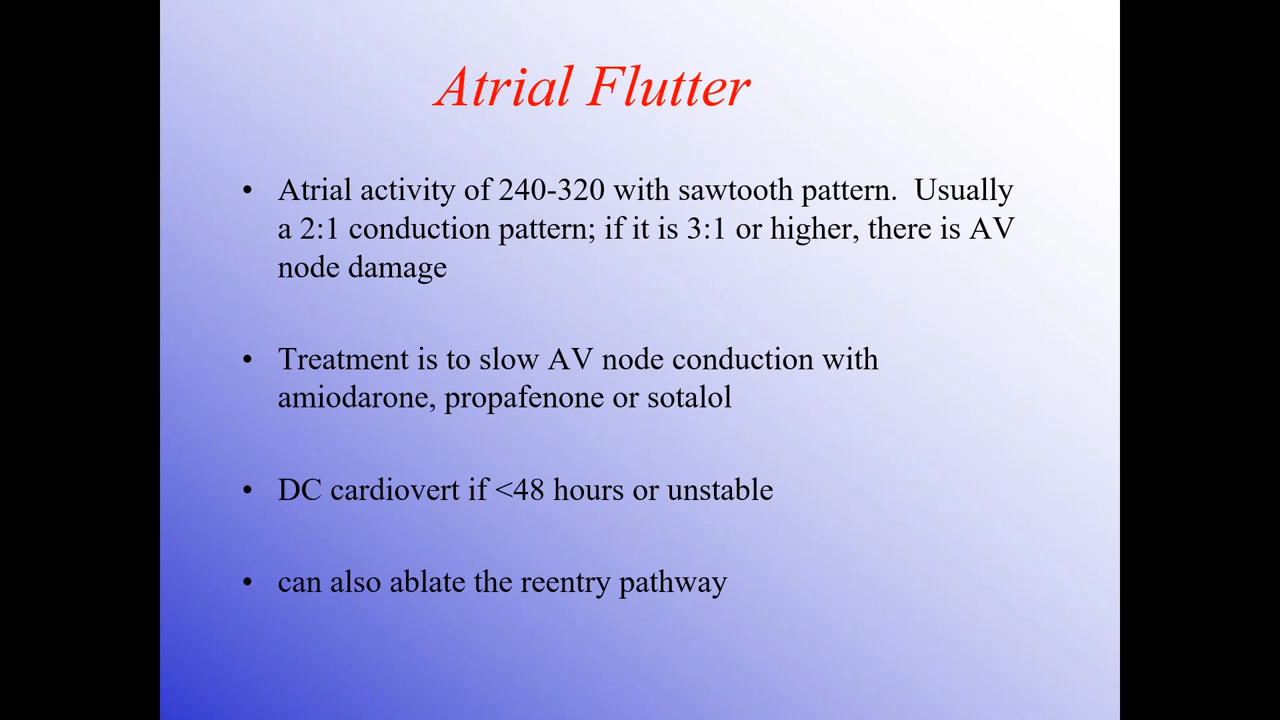 Atrial Flutter
• Atrial activity of 240-320 with sawtooth pattern.  Usually
a 2:1 conduction pattern; if it is 3:1 or higher, there is AV
node damage
• Treatment is to slow AV node conduction with
amiodarone, propafenone or sotalol
• DC cardiovert if <48 hours or unstable
• can also ablate the reentry pathway